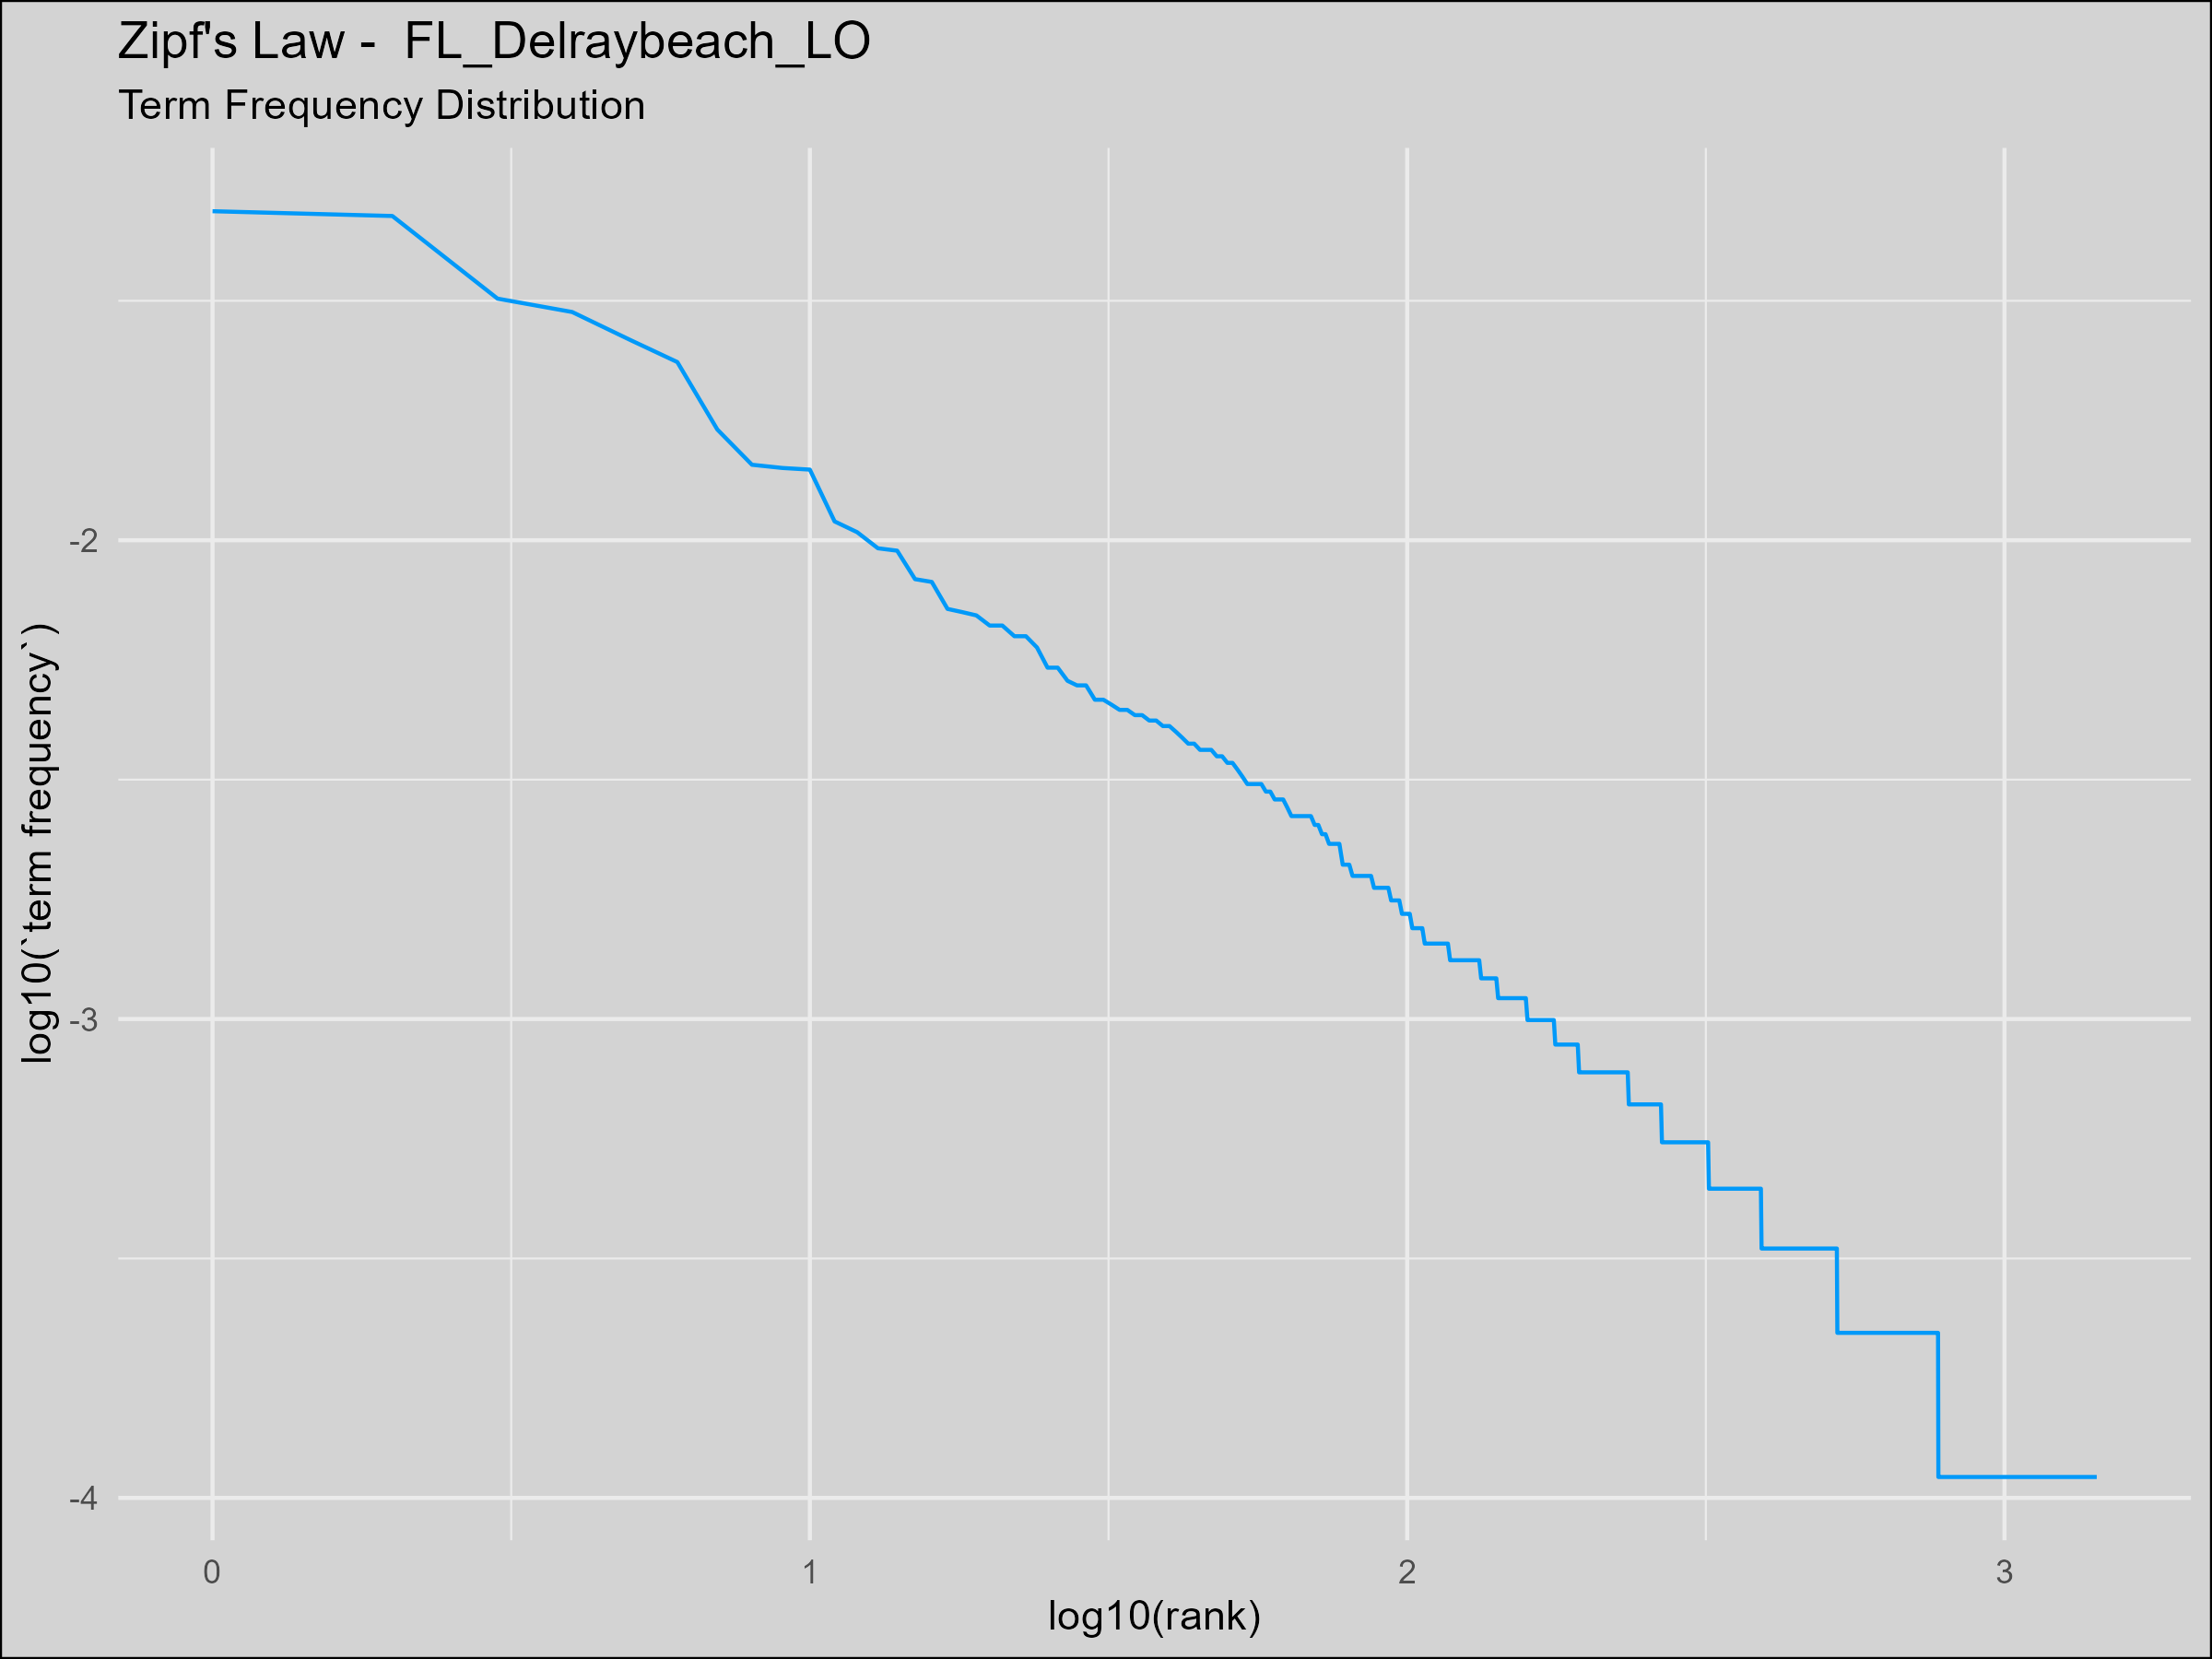 Zipf's Law -  FL_Delraybeach_LO
Term Frequency Distribution
log10(`term frequency`)
-2
-3
-4
0
1
2
3
log10(rank)